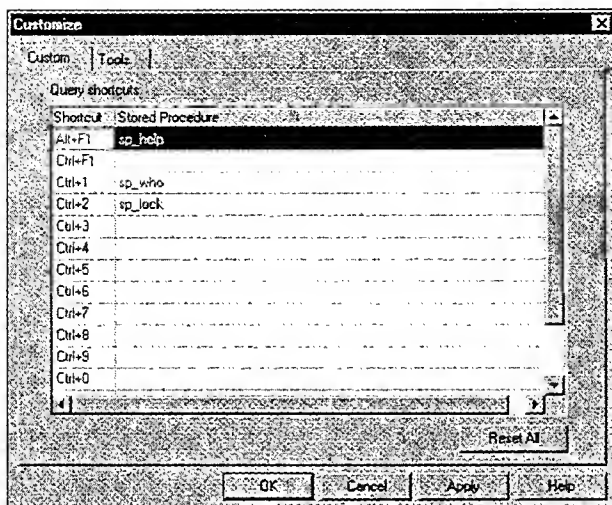 Customize
Custom Tools
Query shortcuts:
Shortcut Stored Procedure
Alt+F1 sp_help
Ctrl+F1
Ctrl+1 sp_who
Ctrl+2 sp_lock
Ctrl+3
Ctrl+4
Ctrl+5
Ctrl+6
Ctrl+7
Ctrl+8
Ctrl+9
Ctrl+0
Reset All
OK Cancel Apply Help